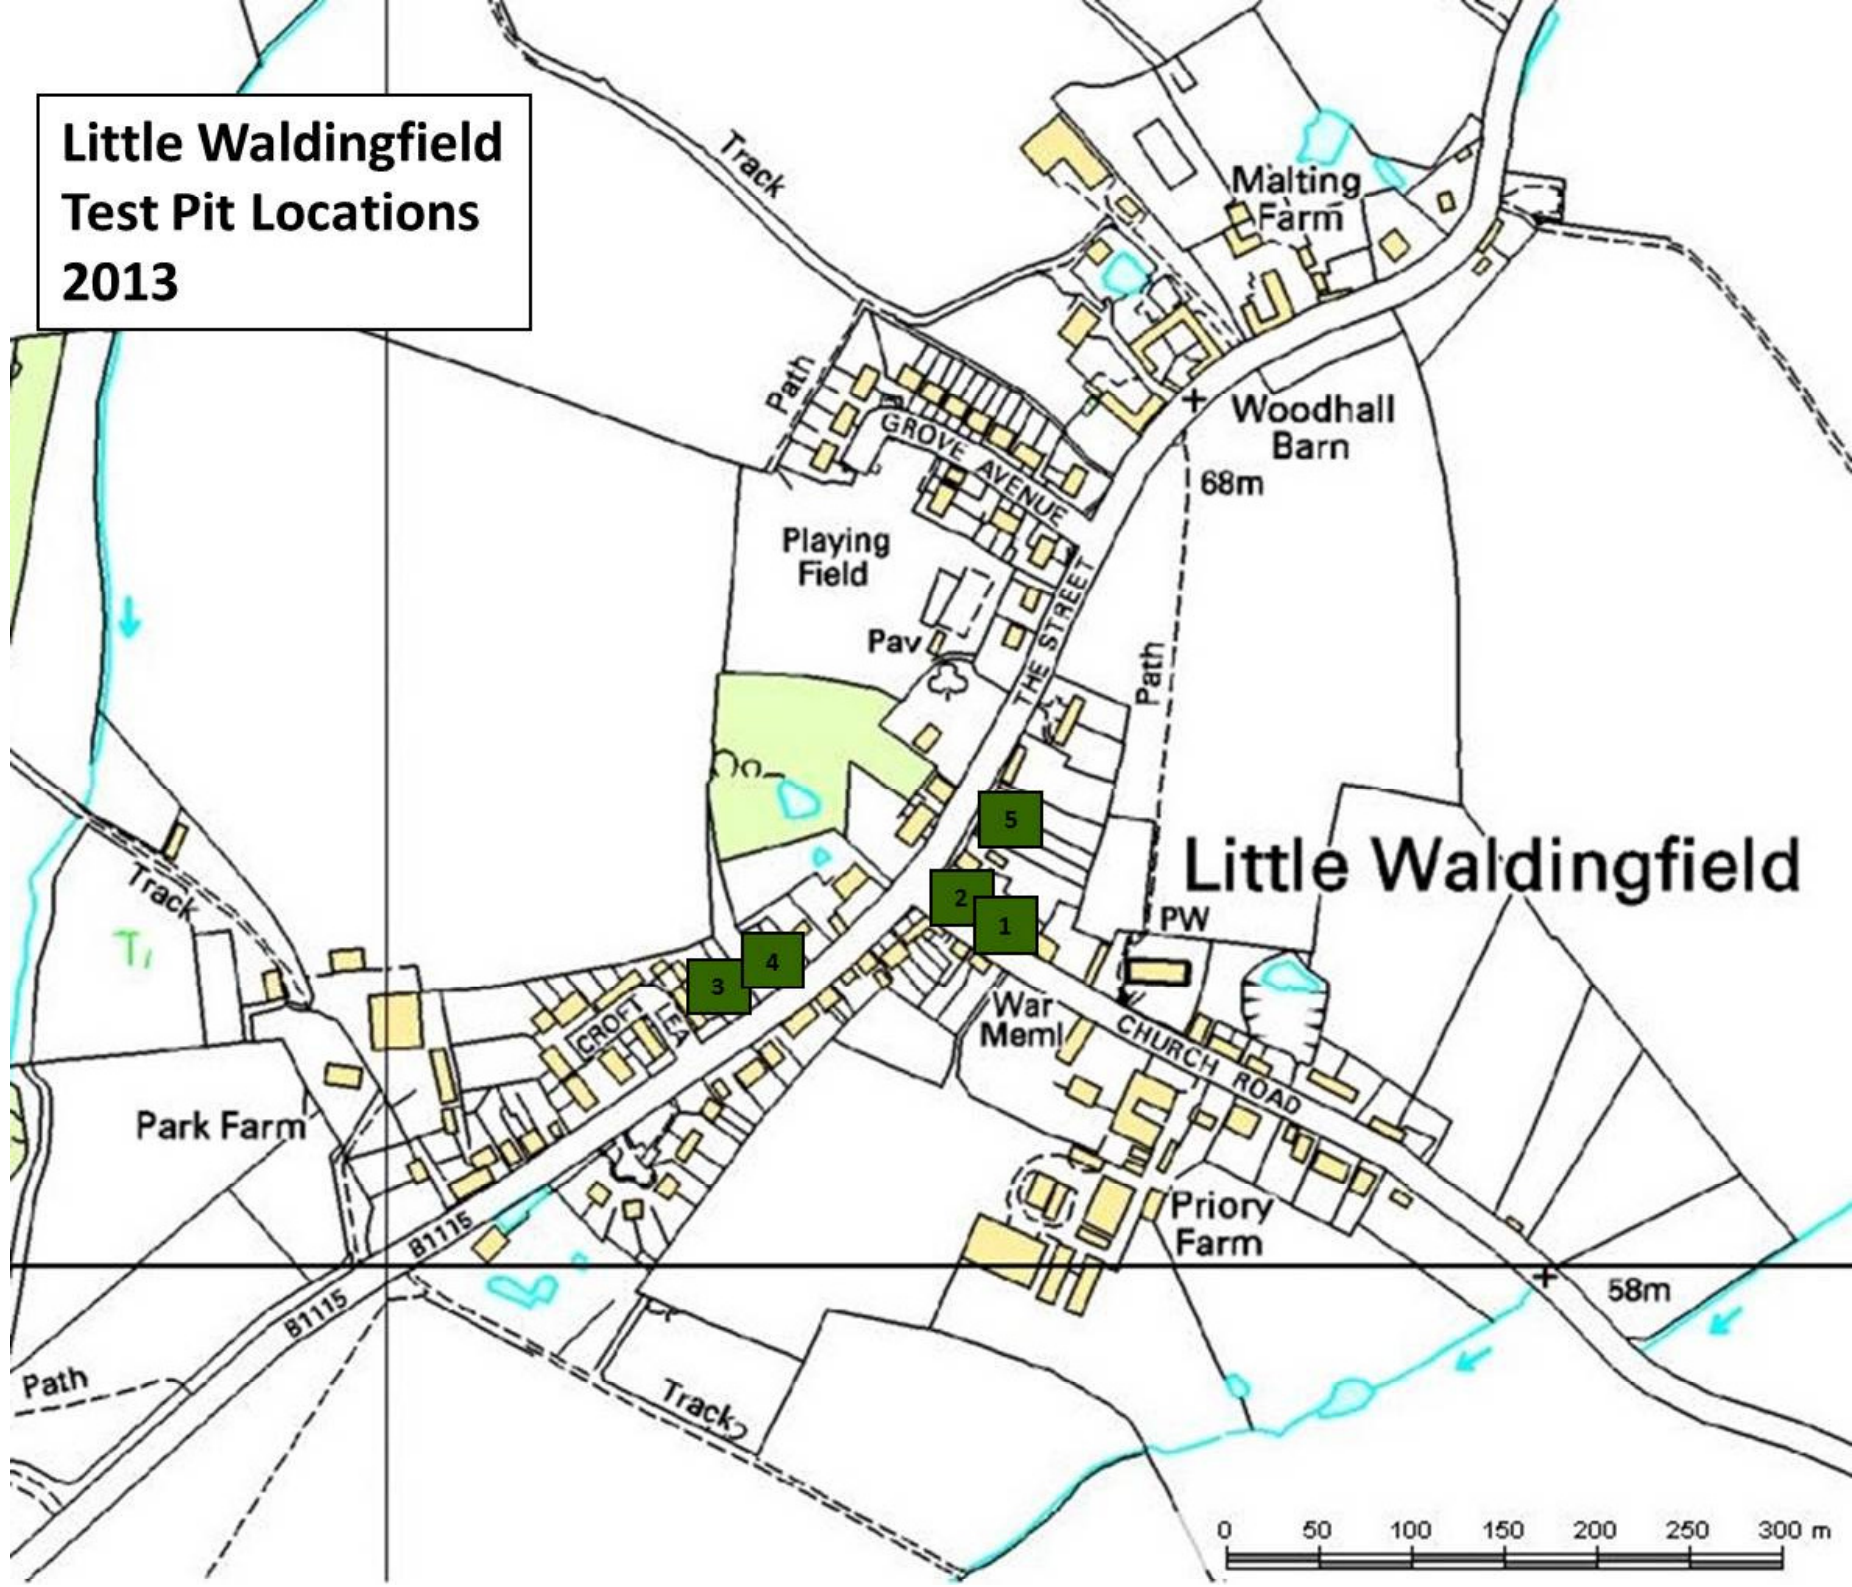 Little Waldingfield
Test Pit Locations
2013
Track
Malting
Farm
Path
GROVE AVENUE
Woodhall
Barn
68m
Playing
Field
Pav
THE STREET
Path
5
Little Waldingfield
Track
2
1
PW
4
3
CROFT
LEA
War
Meml
CHURCH ROAD
Park Farm
Priory
Farm
B1115
58m
B1115
Path
Track
0 50 100 150 200 250 300 m